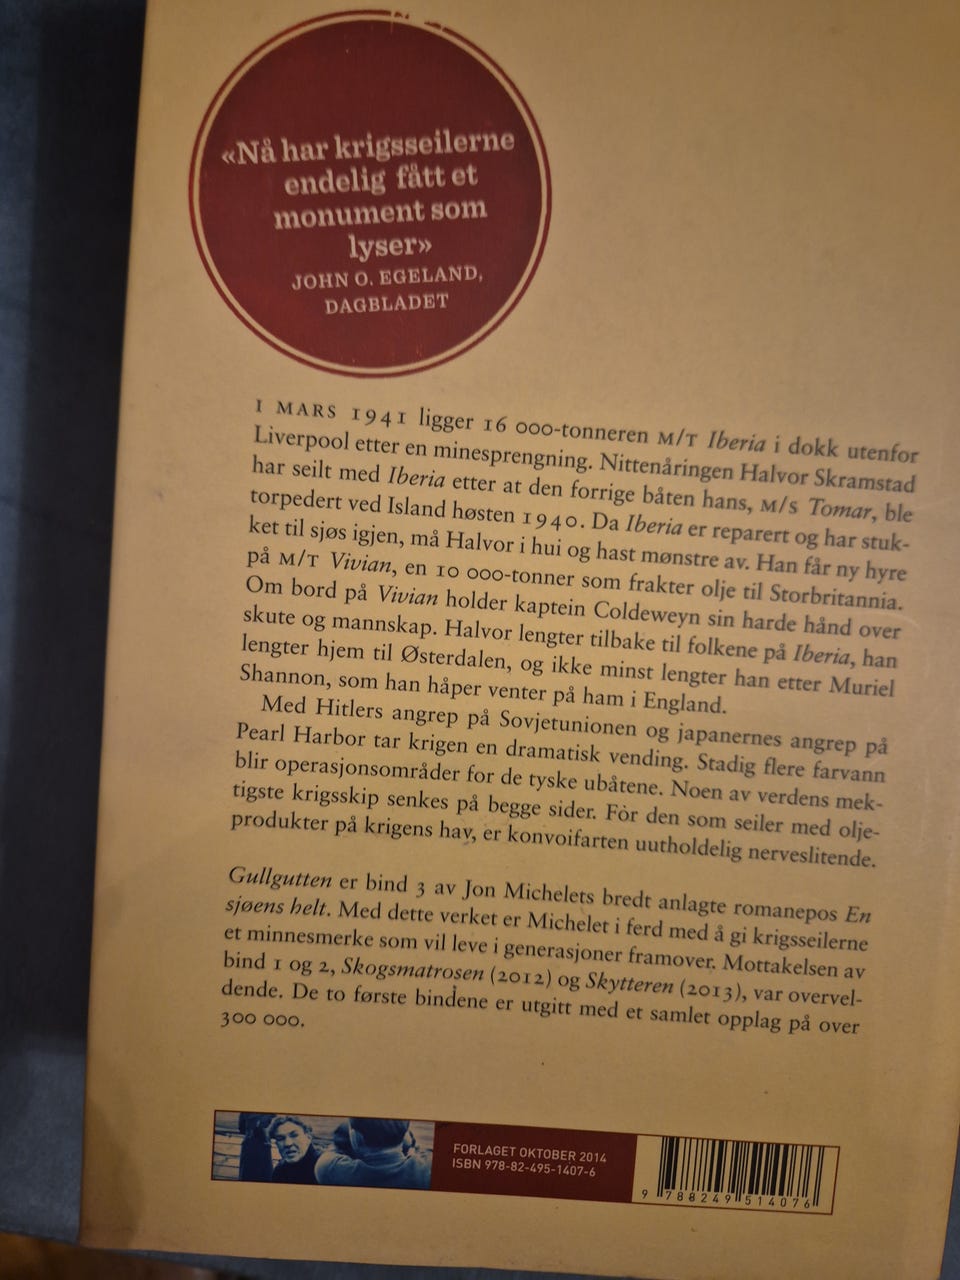 «Nå har krigsseilerne
endelig fått et
monument som
lyser»
JOHN O. EGELAND,
DAGBLADET
1 MARS 1941 ligger 16 000-tonneren M/T Iberia i dokk utenfor
Liverpool etter en minesprengning. Nittenåringen Halvor Skramstad
har seilt med Iberia etter at den forrige båten hans, M/S Tomar, ble
torpedert ved Island høsten 1940. Da Iberia er reparert og har stuk-
ket til sjøs igjen, må Halvor i hui og hast mønstre av. Han får ny hyre
på M/T Vivian, en 10 000-tonner som frakter olje til Storbritannia.
Om bord på Vivian holder kaptein Coldeweyn sin harde hånd over
skute og mannskap. Halvor lengter tilbake til folkene på Iberia, han
lengter hjem til Østerdalen, og ikke minst lengter han etter Muriel
Shannon, som han håper venter på ham i England.
Med Hitlers angrep på Sovjetunionen og japanernes angrep på
Pearl Harbor tar krigen en dramatisk vending. Stadig flere farvann
blir operasjonsområder for de tyske ubåtene. Noen av verdens mek-
tigste krigsskip senkes på begge sider. For den som seiler med olje-
produkter på krigens hav, er konvoifarten uutholdelig nerveslitende.
Gullgutten er bind 3 av Jon Michelets bredt anlagte romanepos En
sjøens helt. Med dette verket er Michelet i ferd med å gi krigsseilerne
et minnesmerke som vil leve i generasjoner framover. Mottakelsen av
bind 1 og 2, Skogsmatrosen (2012) og Skytteren (2013), var overvel-
dende. De to første bindene er utgitt med et samlet opplag på over
300 000.
FORLAGET OKTOBER 2014
ISBN 978-82-495-1407-6
9 788249 514076